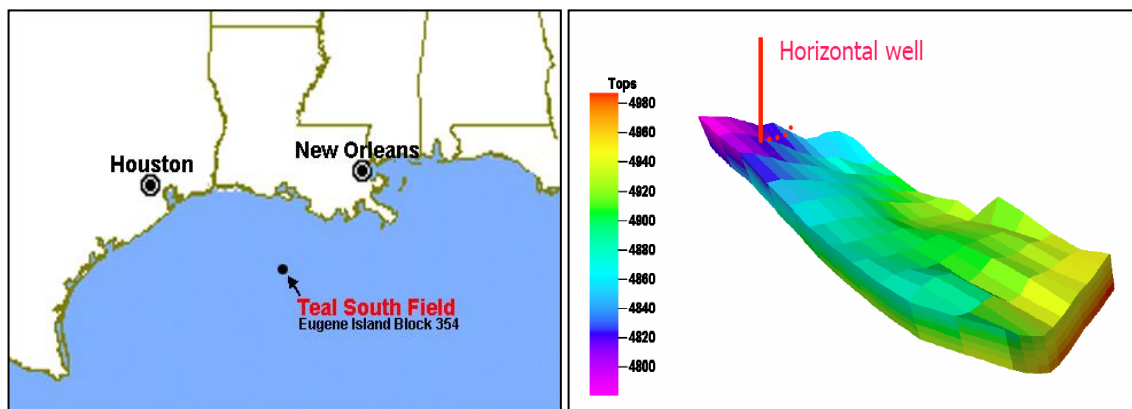 Houston
New Orleans
Teal South Field
Eugene Island Block 354
Horizontal well
Tops
4980
4960
4940
4920
4900
4880
4860
4840
4820
4800